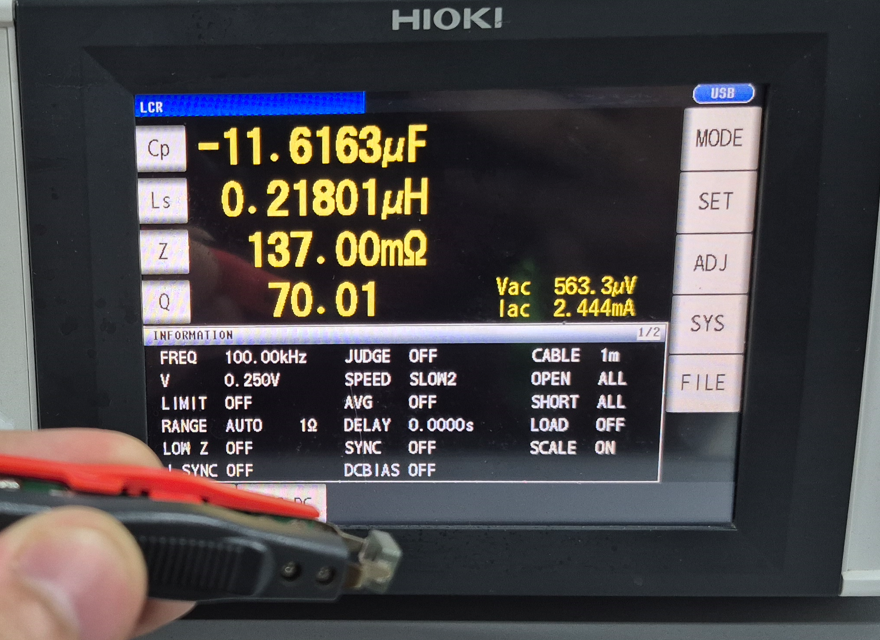 HIOKI
LCR
USB
Cp -11.6163μF
MODE
Ls 0.21801μH
SET
Z 137.00mΩ
ADJ
Vac 563.3μV
Q 70.01
Iac 2.444mA
SYS
INFORMATION 1/2
FREQ 100.00kHz JUDGE OFF CABLE 1m
V 0.250V SPEED SLOW2 OPEN ALL
FILE
LIMIT OFF AVG OFF SHORT ALL
RANGE AUTO 1Ω DELAY 0.0000s LOAD OFF
LOW Z OFF SYNC OFF SCALE ON
SYNC OFF DCBIAS OFF